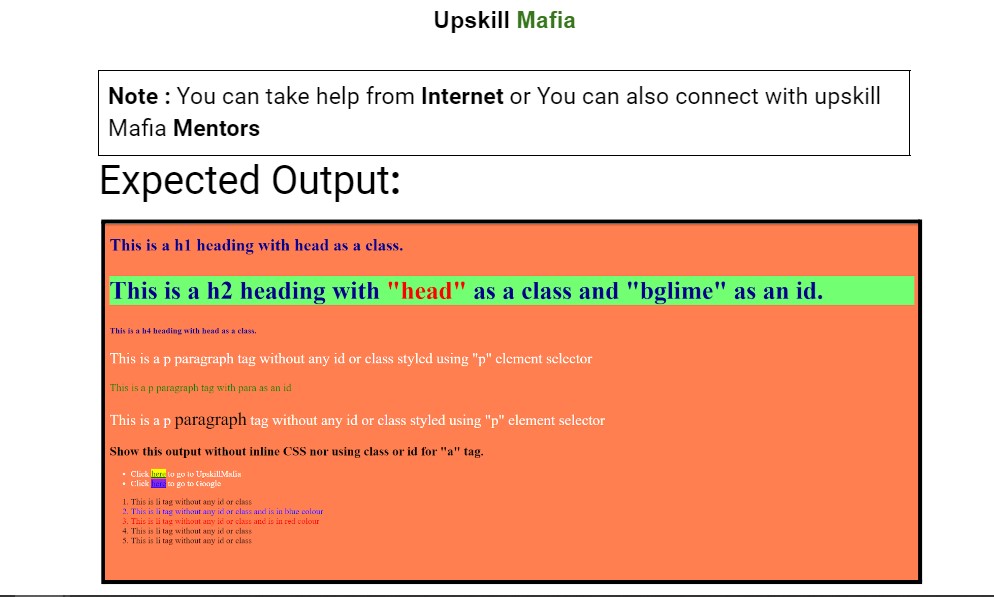 Upskill Mafia
Note : You can take help from Internet or You can also connect with upskill
Mafia Mentors
Expected Output:
This is a h1 heading with head as a class.
This is a h2 heading with "head" as a class and "bglime" as an id.
This is a h4 heading with head as a class.
This is a p paragraph tag without any id or class styled using "p" element selector
This is a p paragraph tag with para as an id
This is a p paragraph tag without any id or class styled using "p" element selector
Show this output without inline CSS nor using class or id for "a" tag.
• Click here to go to UpskillMafia
• Click here to go to Google
1. This is li tag without any id or class
2. This is li tag without any id or class and is in blue colour
3. This is li tag without any id or class and is in red colour
4. This is li tag without any id or class
5. This is li tag without any id or class